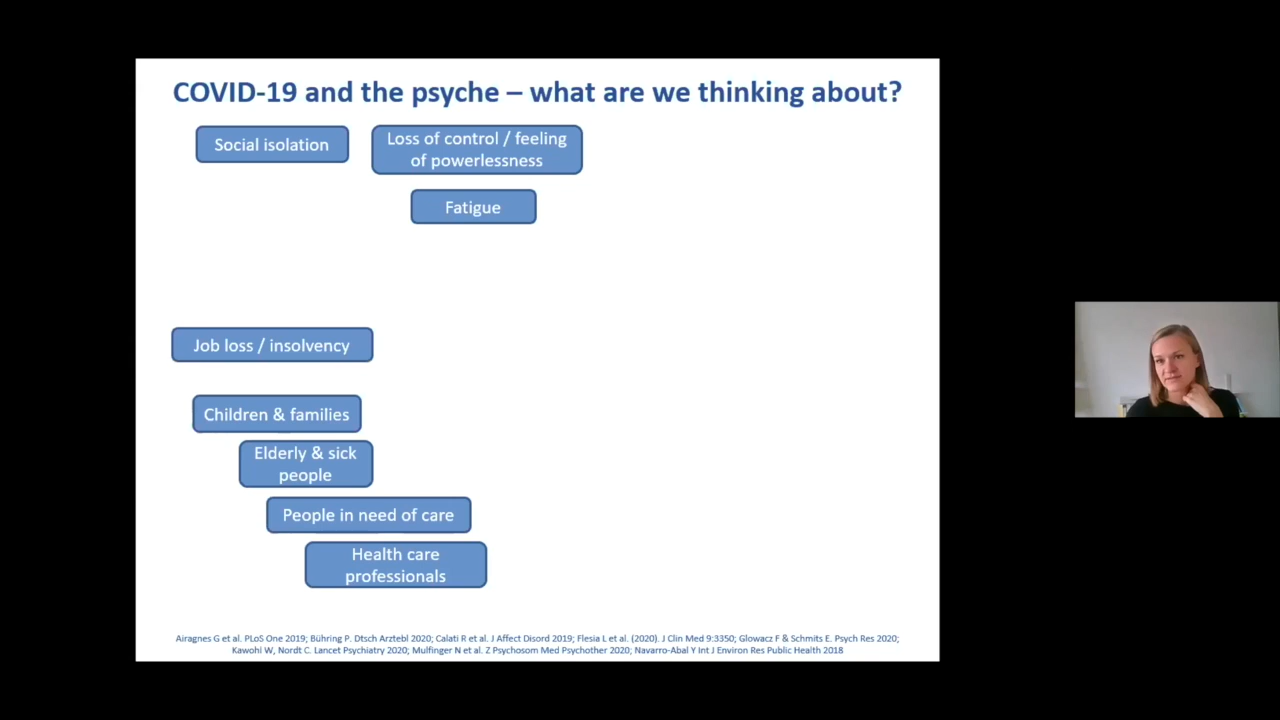 COVID-19 and the psyche – what are we thinking about?
Social isolation
Loss of control / feeling
of powerlessness
Fatigue
Job loss / insolvency
Children & families
Elderly & sick
people
People in need of care
Health care
professionals
Airagnes G et al. PLoS One 2019; Bühring P. Dtsch Arztebl 2020; Calati R et al. J Affect Disord 2019; Flesia L et al. (2020). J Clin Med 9:3350; Glowacz F & Schmits E. Psych Res 2020;
Kawohl W, Nordt C. Lancet Psychiatry 2020; Mulfinger N et al. Z Psychosom Med Psychother 2020; Navarro-Abal Y Int J Environ Res Public Health 2018